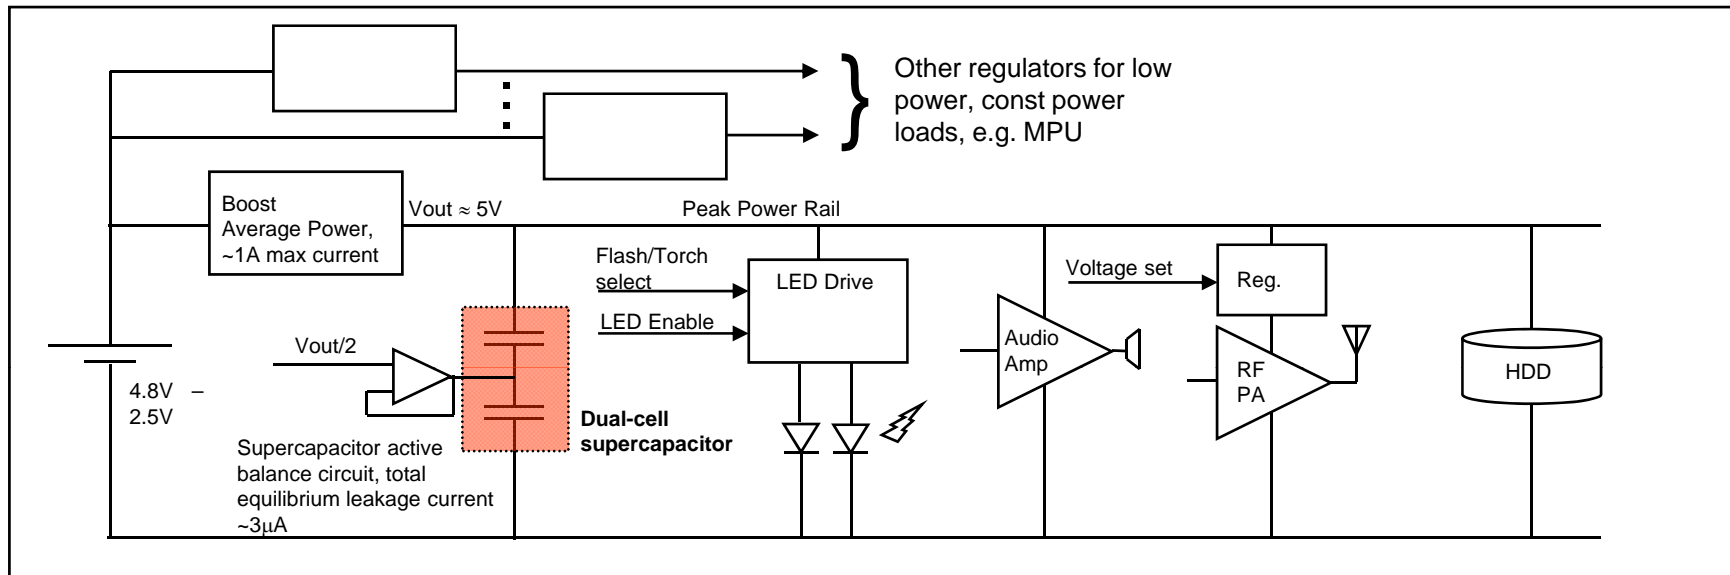 Other regulators for low
power, const power
loads, e.g. MPU
Boost
Average Power,
~1A max current
Vout ≈ 5V
Peak Power Rail
Flash/Torch
select
LED Enable
LED Drive
Voltage set
Reg.
Vout/2
Audio
Amp
RF
PA
HDD
4.8V –
2.5V
Dual-cell
supercapacitor
Supercapacitor active
balance circuit, total
equilibrium leakage current
~3μA